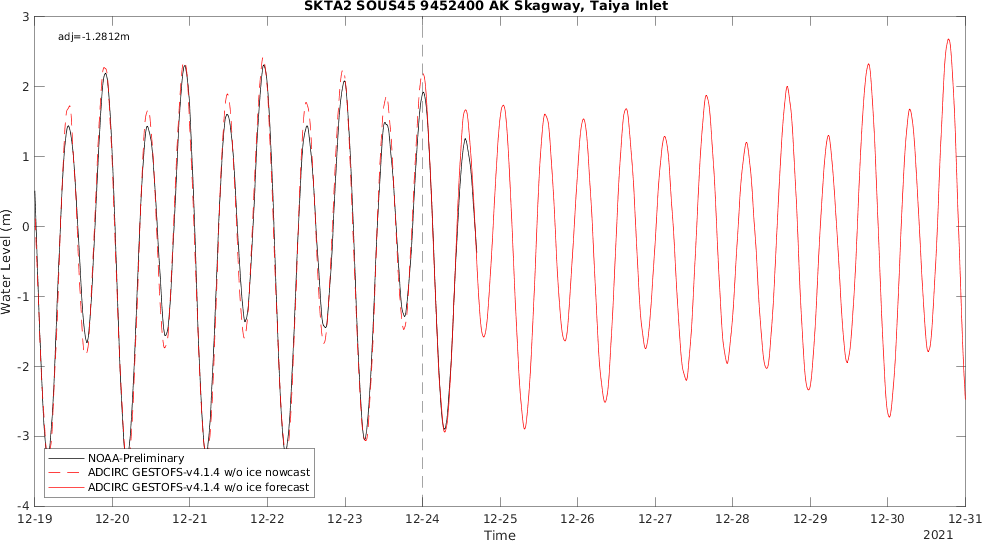 SKTA2 SOUS45 9452400 AK Skagway, Taiya Inlet
adj=-1.2812m
3
2
1
0
-1
-2
-3
-4
Water Level (m)
NOAA-Preliminary
ADCIRC GESTOFS-v4.1.4 w/o ice nowcast
ADCIRC GESTOFS-v4.1.4 w/o ice forecast
12-19 12-20 12-21 12-22 12-23 12-24 12-25 12-26 12-27 12-28 12-29 12-30 12-31
Time
2021